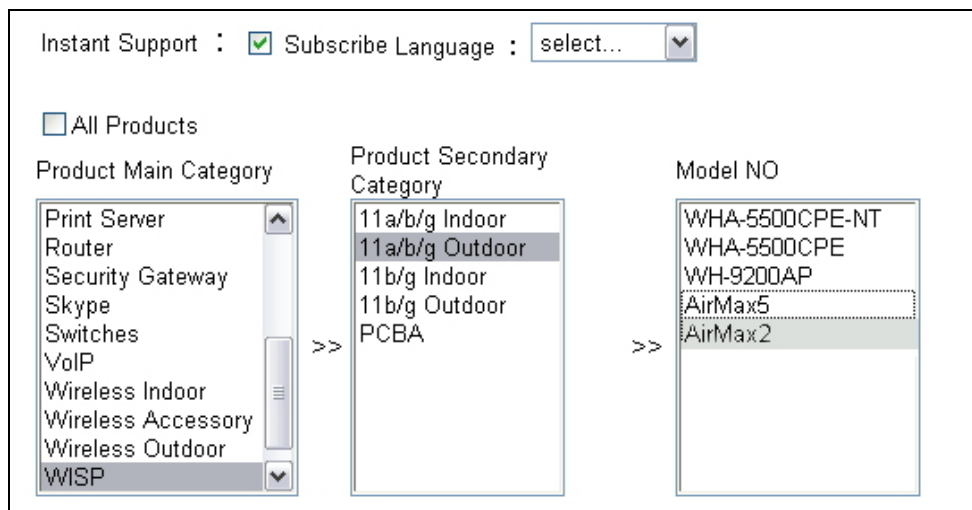 Instant Support : Subscribe Language : select...
All Products
Product Main Category
Print Server
Router
Security Gateway
Skype
Switches
VoIP
Wireless Indoor
Wireless Accessory
Wireless Outdoor
WISP
>>
Product Secondary
Category
11a/b/g Indoor
11a/b/g Outdoor
11b/g Indoor
11b/g Outdoor
PCBA
>>
Model NO
WHA-5500CPE-NT
WHA-5500CPE
WH-9200AP
AirMax5
AirMax2